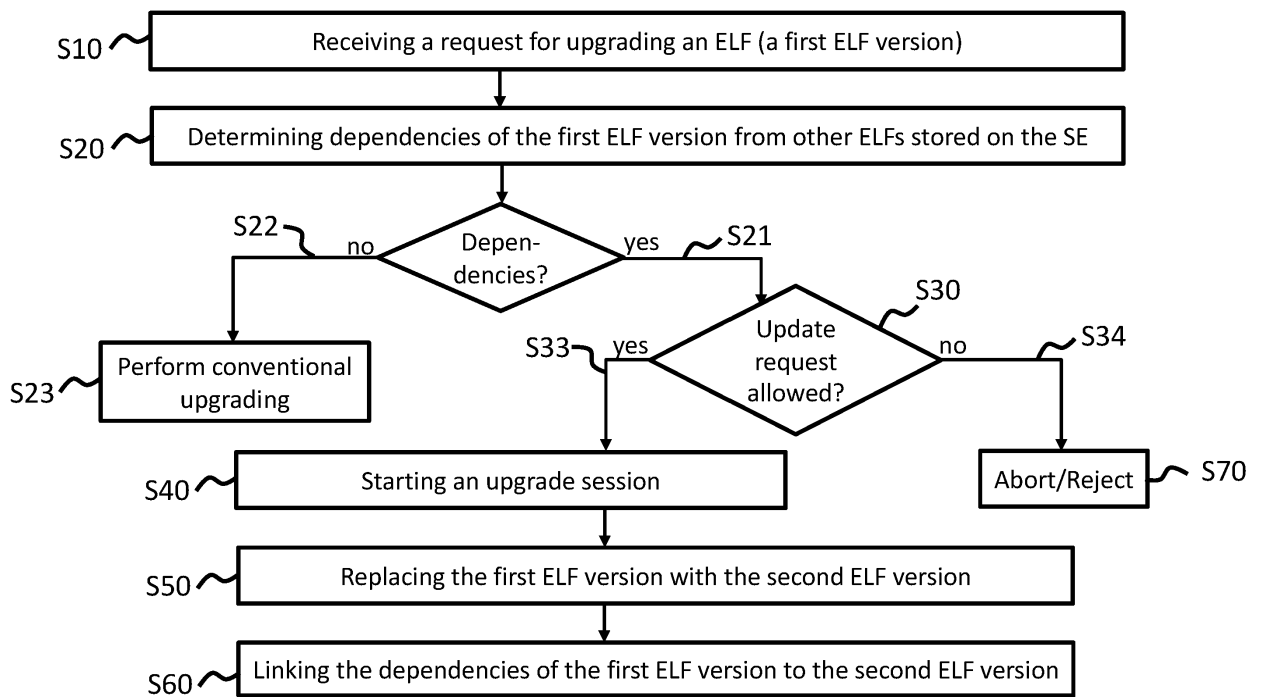 S10
Receiving a request for upgrading an ELF (a first ELF version)
S20
Determining dependencies of the first ELF version from other ELFs stored on the SE
S22
no
Depen-
dencies?
yes
S21
S30
S23
Perform conventional
upgrading
S33
yes
Update
request
allowed?
no
S34
S40
Starting an upgrade session
Abort/Reject
S70
S50
Replacing the first ELF version with the second ELF version
S60
Linking the dependencies of the first ELF version to the second ELF version